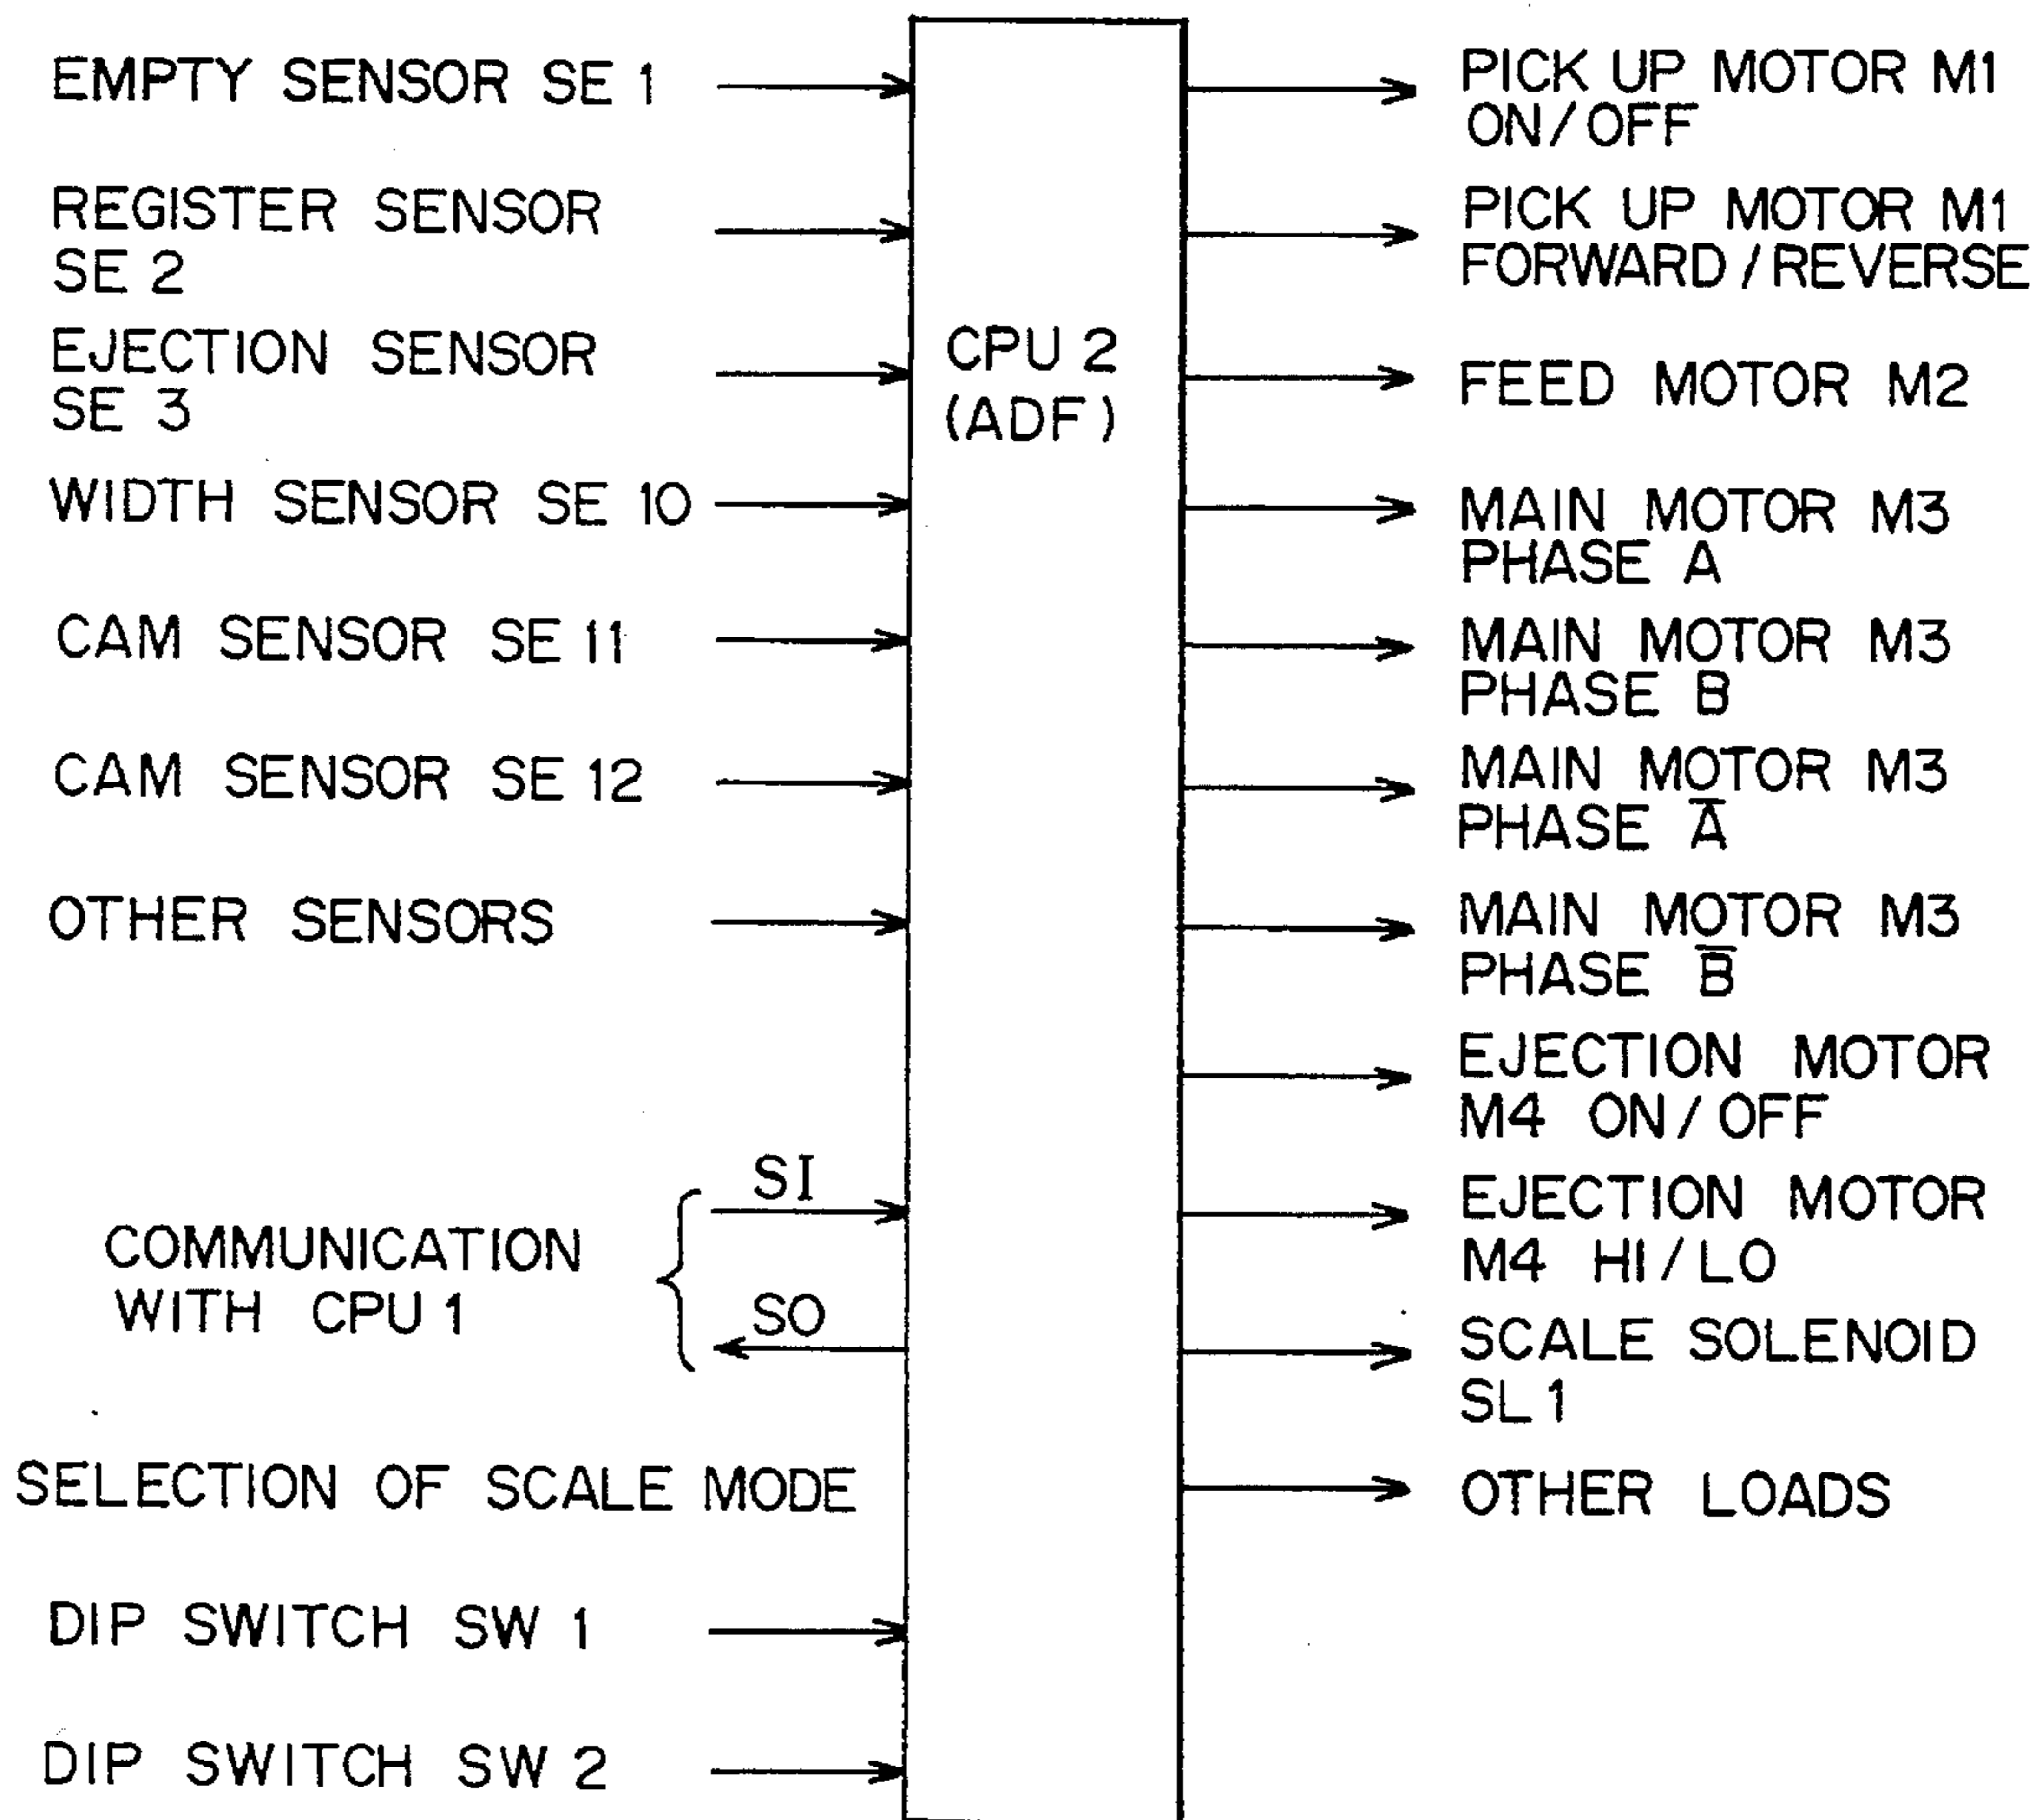 EMPTY SENSOR SE 1
REGISTER SENSOR
SE 2
EJECTION SENSOR
SE 3
WIDTH SENSOR SE 10
CAM SENSOR SE 11
CAM SENSOR SE 12
OTHER SENSORS
SI
COMMUNICATION
WITH CPU 1
SO
SELECTION OF SCALE MODE
DIP SWITCH SW 1
DIP SWITCH SW 2
CPU 2
(ADF)
PICK UP MOTOR M1
ON/OFF
PICK UP MOTOR M1
FORWARD/REVERSE
FEED MOTOR M2
MAIN MOTOR M3
PHASE A
MAIN MOTOR M3
PHASE B
MAIN MOTOR M3
PHASE A̅
MAIN MOTOR M3
PHASE B̅
EJECTION MOTOR
M4 ON/OFF
EJECTION MOTOR
M4 HI/LO
SCALE SOLENOID
SL 1
OTHER LOADS